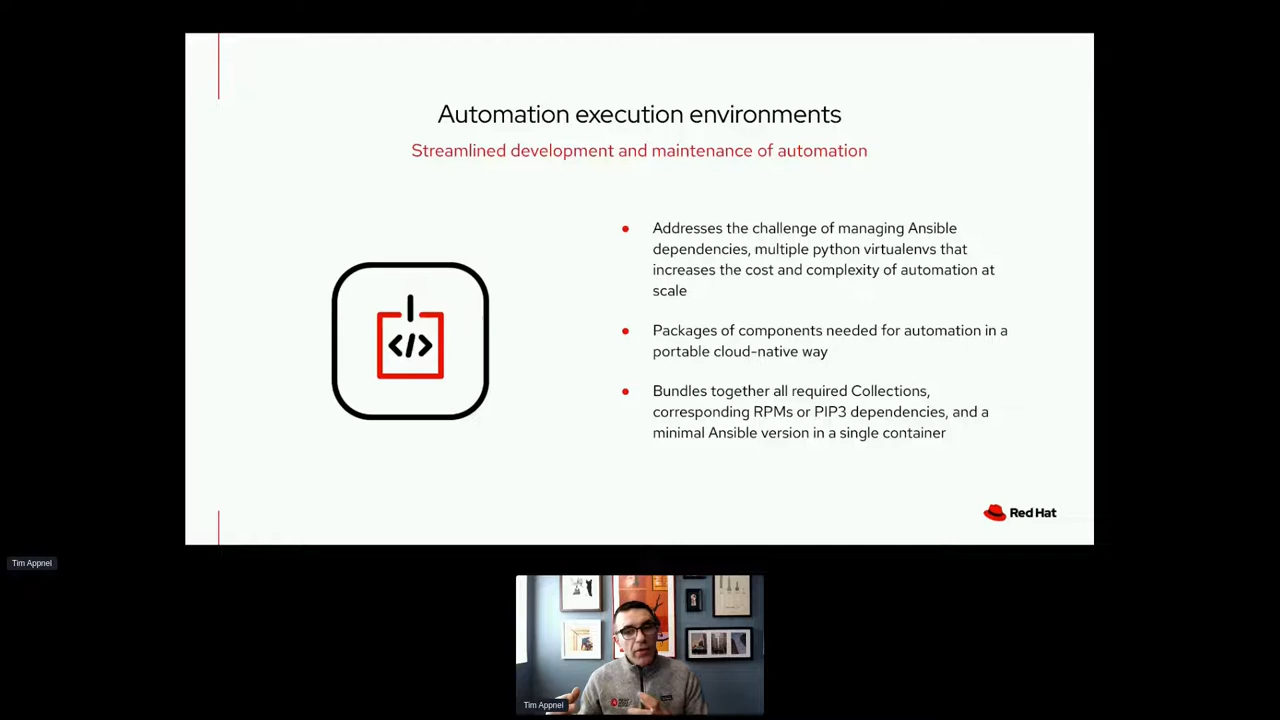 Automation execution environments
Streamlined development and maintenance of automation
Addresses the challenge of managing Ansible
dependencies, multiple python virtualenvs that
increases the cost and complexity of automation at
scale
Packages of components needed for automation in a
portable cloud-native way
Bundles together all required Collections,
corresponding RPMs or PIP3 dependencies, and a
minimal Ansible version in a single container
</>
Red Hat
Tim Appnel
Tim Appnel